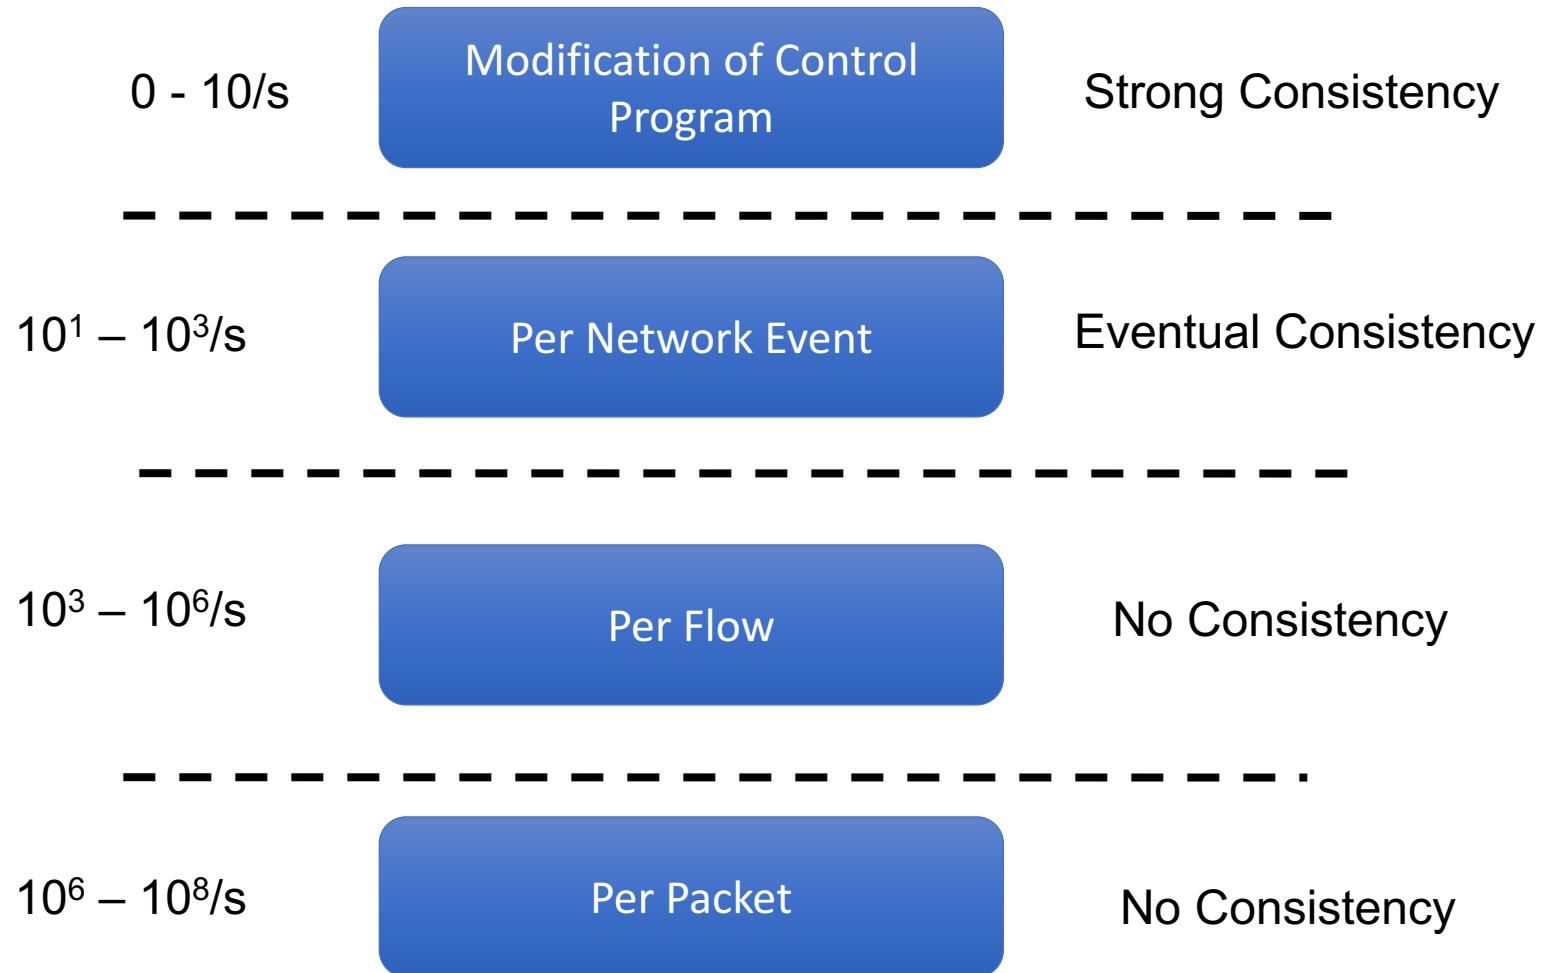 0 - 10/s
Modification of Control
Program
Strong Consistency
10¹ – 10³/s
Per Network Event
Eventual Consistency
10³ – 10⁶/s
Per Flow
No Consistency
10⁶ – 10⁸/s
Per Packet
No Consistency